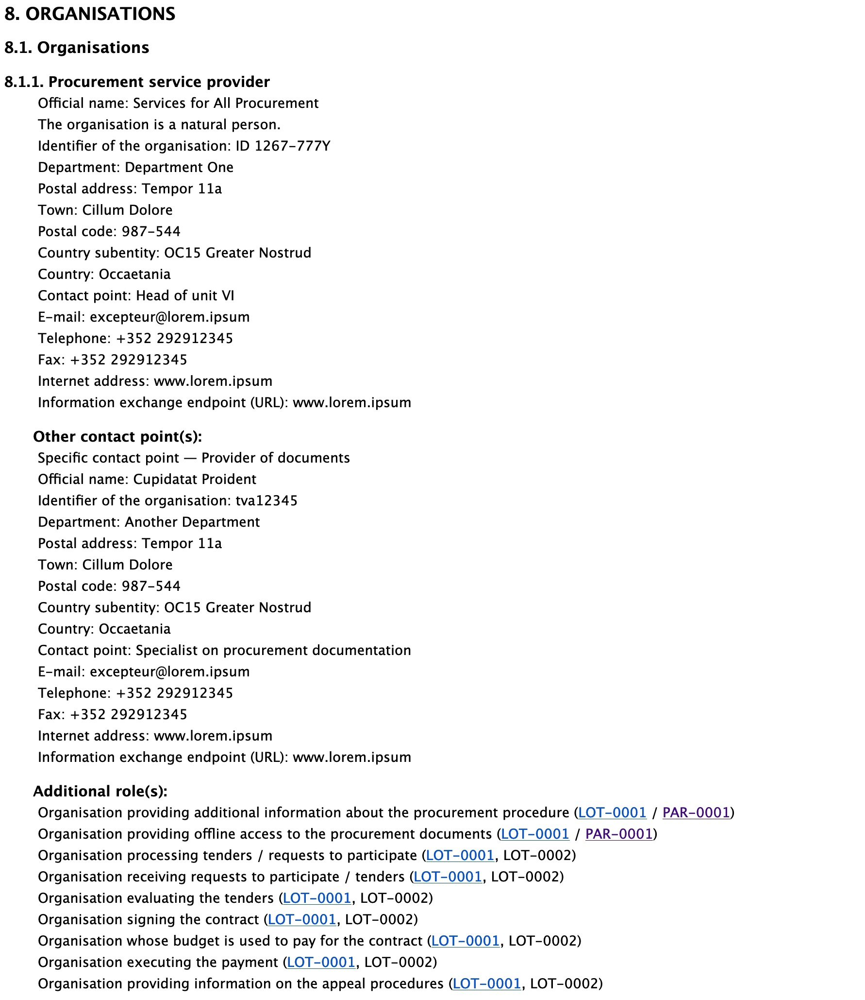 8. ORGANISATIONS
8.1. Organisations
8.1.1. Procurement service provider
Official name: Services for All Procurement
The organisation is a natural person.
Identifier of the organisation: ID 1267-777Y
Department: Department One
Postal address: Tempor 11a
Town: Cillum Dolore
Postal code: 987-544
Country subentity: OC15 Greater Nostrud
Country: Occaetania
Contact point: Head of unit VI
E-mail: excepteur@lorem.ipsum
Telephone: +352 292912345
Fax: +352 292912345
Internet address: www.lorem.ipsum
Information exchange endpoint (URL): www.lorem.ipsum
Other contact point(s):
Specific contact point — Provider of documents
Official name: Cupidatat Proident
Identifier of the organisation: tva12345
Department: Another Department
Postal address: Tempor 11a
Town: Cillum Dolore
Postal code: 987-544
Country subentity: OC15 Greater Nostrud
Country: Occaetania
Contact point: Specialist on procurement documentation
E-mail: excepteur@lorem.ipsum
Telephone: +352 292912345
Fax: +352 292912345
Internet address: www.lorem.ipsum
Information exchange endpoint (URL): www.lorem.ipsum
Additional role(s):
Organisation providing additional information about the procurement procedure (LOT-0001 / PAR-0001)
Organisation providing offline access to the procurement documents (LOT-0001 / PAR-0001)
Organisation processing tenders / requests to participate (LOT-0001, LOT-0002)
Organisation receiving requests to participate / tenders (LOT-0001, LOT-0002)
Organisation evaluating the tenders (LOT-0001, LOT-0002)
Organisation signing the contract (LOT-0001, LOT-0002)
Organisation whose budget is used to pay for the contract (LOT-0001, LOT-0002)
Organisation executing the payment (LOT-0001, LOT-0002)
Organisation providing information on the appeal procedures (LOT-0001, LOT-0002)